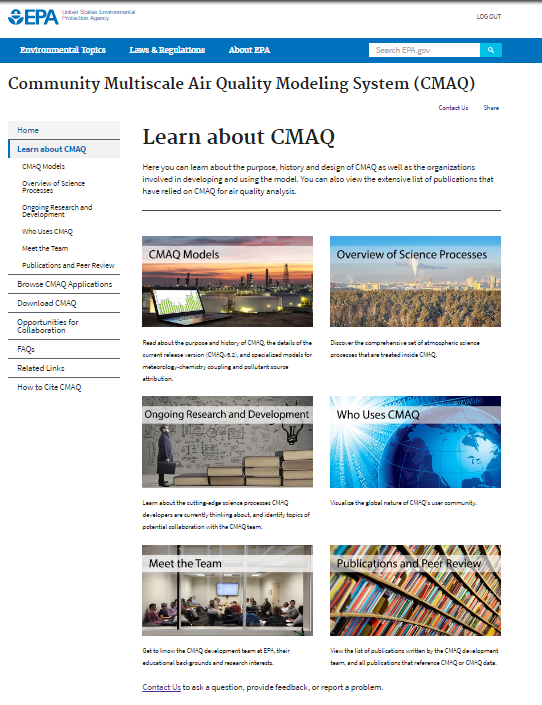 EPA United States Environmental
Protection Agency
LOG OUT
Environmental Topics Laws & Regulations About EPA Search EPA.gov
Community Multiscale Air Quality Modeling System (CMAQ)
Contact Us Share
Home
Learn about CMAQ
CMAQ Models
Overview of Science
Processes
Ongoing Research and
Development
Who Uses CMAQ
Meet the Team
Publications and Peer Review
Browse CMAQ Applications
Download CMAQ
Opportunities for
Collaboration
FAQs
Related Links
How to Cite CMAQ
Learn about CMAQ
Here you can learn about the purpose, history and design of CMAQ as well as the organizations
involved in developing and using the model. You can also view the extensive list of publications that
have relied on CMAQ for air quality analysis.
CMAQ Models
Read about the purpose and history of CMAQ, the details of the
current release version (CMAQv5.2), and specialized models for
meteorology-chemistry coupling and pollutant source
attribution.
Overview of Science Processes
Discover the comprehensive set of atmospheric science
processes that are treated inside CMAQ.
Ongoing Research and Development
Learn about the cutting-edge science processes CMAQ
developers are currently thinking about, and identify topics of
potential collaboration with the CMAQ team.
Who Uses CMAQ
Visualize the global nature of CMAQ's user community.
Meet the Team
Get to know the CMAQ development team at EPA, their
educational backgrounds and research interests.
Publications and Peer Review
View the list of publications written by the CMAQ development
team, and all publications that reference CMAQ or CMAQ data.
Contact Us to ask a question, provide feedback, or report a problem.